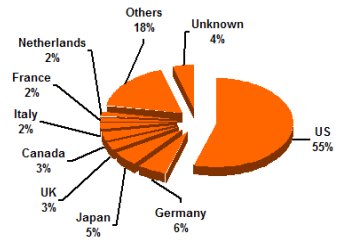 Others
18%
Unknown
4%
Netherlands
2%
France
2%
Italy
2%
Canada
3%
UK
3%
Japan
5%
Germany
6%
US
55%